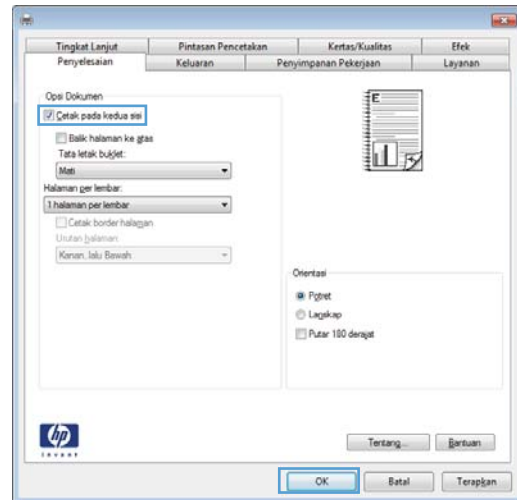 Tingkat Lanjut Pintasan Pencetakan Kertas/Kualitas Efek
Penyelesaian Keluaran Penyimpanan Pekerjaan Layanan
Opsi Dokumen
Cetak pada kedua sisi
Balik halaman ke atas
Tata letak buklet:
Mati
Halaman per lembar:
1 halaman per lembar
Cetak border halaman
Urutan halaman:
Kanan, lalu Bawah
E
Orientasi
Potret
Lanskap
Putar 180 derajat
hp
invent
Tentang... Bantuan
OK Batal Terapkan